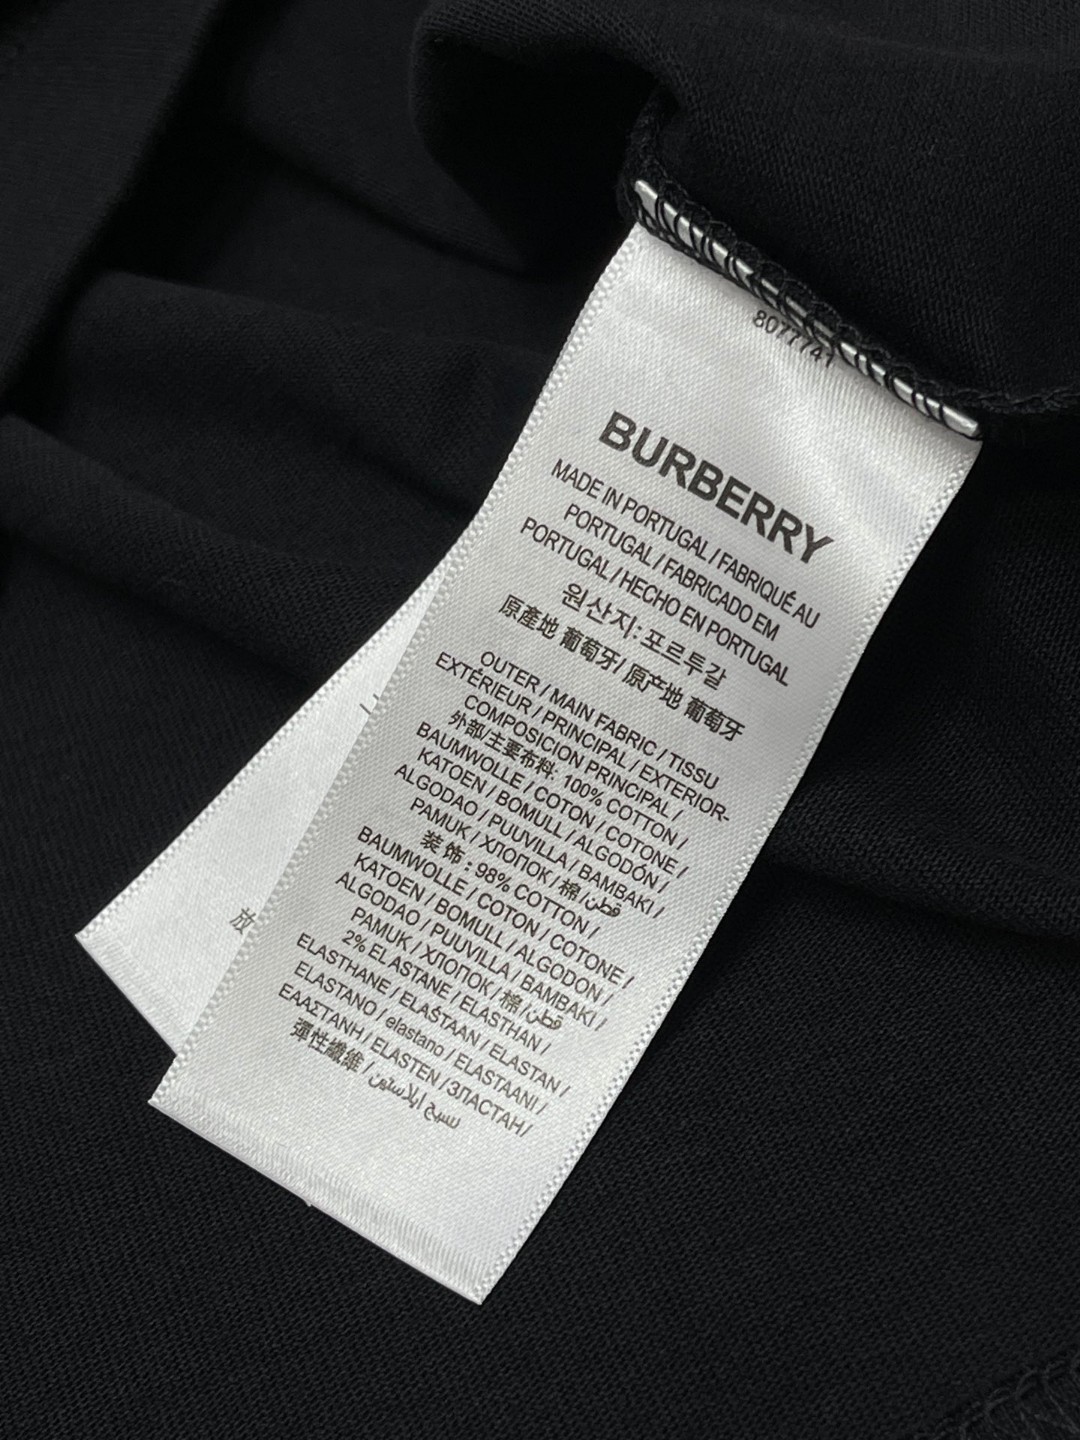 8077741
BURBERRY
MADE IN PORTUGAL / FABRIQUÉ AU
PORTUGAL / FABRICADO EM
PORTUGAL / HECHO EN PORTUGAL
원산지: 포르투갈
原產地 葡萄牙/ 原产地 葡萄牙
OUTER / MAIN FABRIC / TISSU
EXTÉRIEUR / PRINCIPAL / EXTERIOR-
COMPOSICION PRINCIPAL /
外部/主要布料: 100% COTTON /
BAUMWOLLE / COTON / COTONE /
KATOEN / BOMULL / ALGODÓN /
ALGODAO / PUUVILLA / BAMBAKI /
PAMUK / ХЛОПОК / 棉 / قطن
装饰 : 98% COTTON /
BAUMWOLLE / COTON / COTONE /
KATOEN / BOMULL / ALGODON /
ALGODAO / PUUVILLA / BAMBAKI /
PAMUK / ХЛОПОК / 棉 / قطن
2% ELASTANE / ELASTHAN /
ELASTHANE / ELASTAAN / ELASTAN /
ELASTANO / elastano / ELASTAANI /
ΕΛΑΣΤΑΝΗ / ELASTEN / ЗЛАСТАН/
彈性纖維 /
放